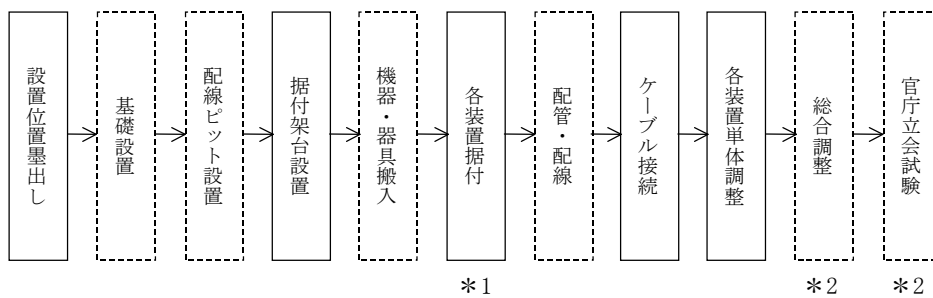 設置位置墨出し
基礎設置
配線ピット設置
据付架台設置
機器・器具搬入
各装置据付
配管・配線
ケーブル接続
各装置単体調整
総合調整
官庁立会試験
*1
*2
*2